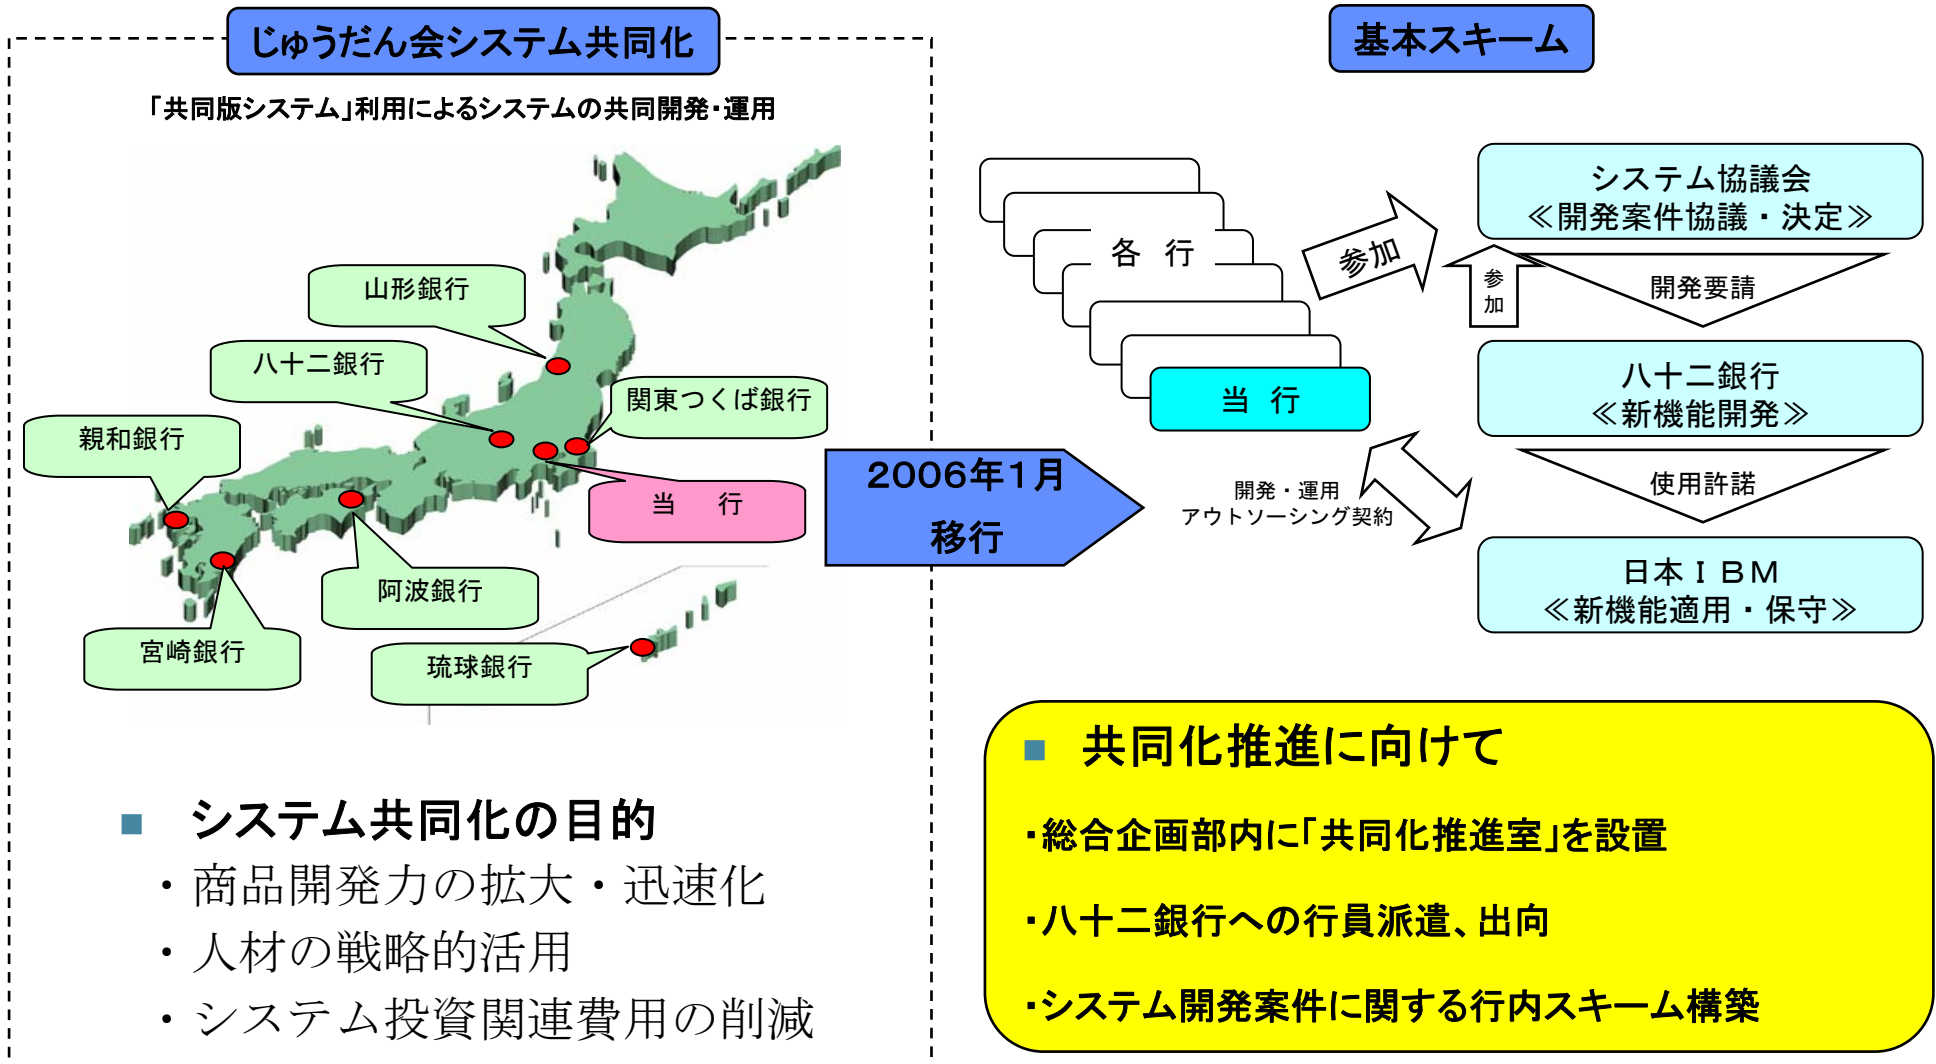 じゅうだん会システム共同化
「共同版システム」利用によるシステムの共同開発・運用
山形銀行
八十二銀行
関東つくば銀行
親和銀行
当 行
阿波銀行
宮崎銀行
琉球銀行
■ システム共同化の目的
・商品開発力の拡大・迅速化
・人材の戦略的活用
・システム投資関連費用の削減
2006年1月
移行
基本スキーム
各 行
当 行
参加
システム協議会
≪開発案件協議・決定≫
参加
開発要請
八十二銀行
≪新機能開発≫
使用許諾
開発・運用
アウトソーシング契約
日本IBM
≪新機能適用・保守≫
■ 共同化推進に向けて
・総合企画部内に「共同化推進室」を設置
・八十二銀行への行員派遣、出向
・システム開発案件に関する行内スキーム構築